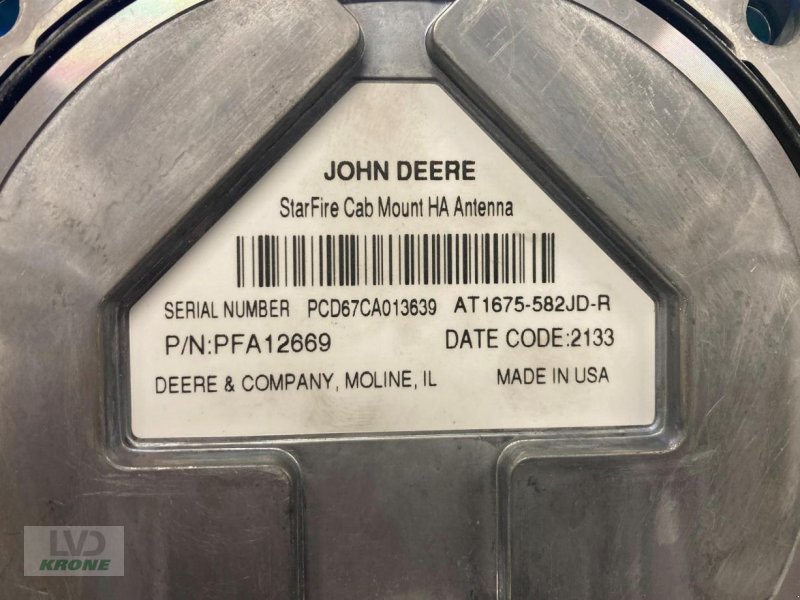 JOHN DEERE
StarFire Cab Mount HA Antenna
SERIAL NUMBER PCD67CA013639 AT1675-582JD-R
P/N:PFA12669 DATE CODE:2133
DEERE & COMPANY, MOLINE, IL MADE IN USA
LVD
KRONE